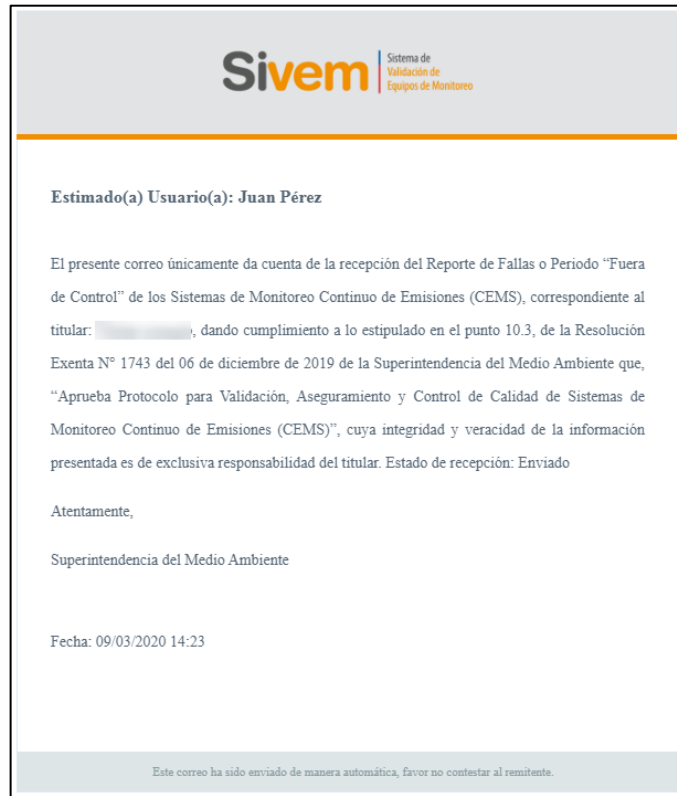 Sivem
Sistema de
Validación de
Equipos de Monitoreo
Estimado(a) Usuario(a): Juan Pérez
El presente correo únicamente da cuenta de la recepción del Reporte de Fallas o Periodo “Fuera
de Control” de los Sistemas de Monitoreo Continuo de Emisiones (CEMS), correspondiente al
titular: , dando cumplimiento a lo estipulado en el punto 10.3, de la Resolución
Exenta N° 1743 del 06 de diciembre de 2019 de la Superintendencia del Medio Ambiente que,
“Aprueba Protocolo para Validación, Aseguramiento y Control de Calidad de Sistemas de
Monitoreo Continuo de Emisiones (CEMS)”, cuya integridad y veracidad de la información
presentada es de exclusiva responsabilidad del titular. Estado de recepción: Enviado
Atentamente,
Superintendencia del Medio Ambiente
Fecha: 09/03/2020 14:23
Este correo ha sido enviado de manera automática, favor no contestar al remitente.